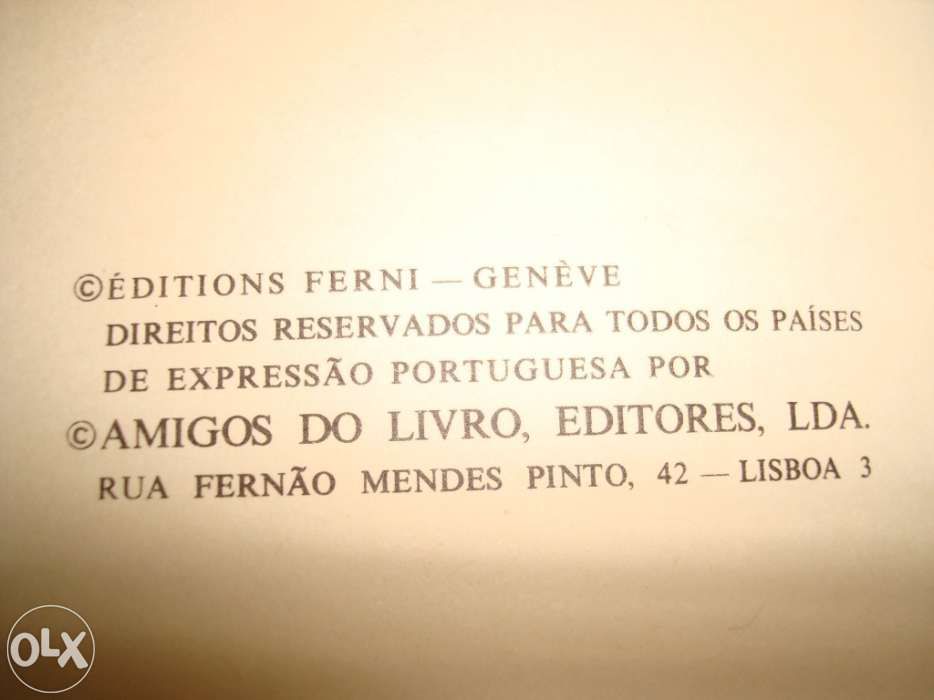 ©ÉDITIONS FERNI — GENÈVE
DIREITOS RESERVADOS PARA TODOS OS PAÍSES
DE EXPRESSÃO PORTUGUESA POR
©AMIGOS DO LIVRO, EDITORES, LDA.
RUA FERNÃO MENDES PINTO, 42 — LISBOA 3
OLX